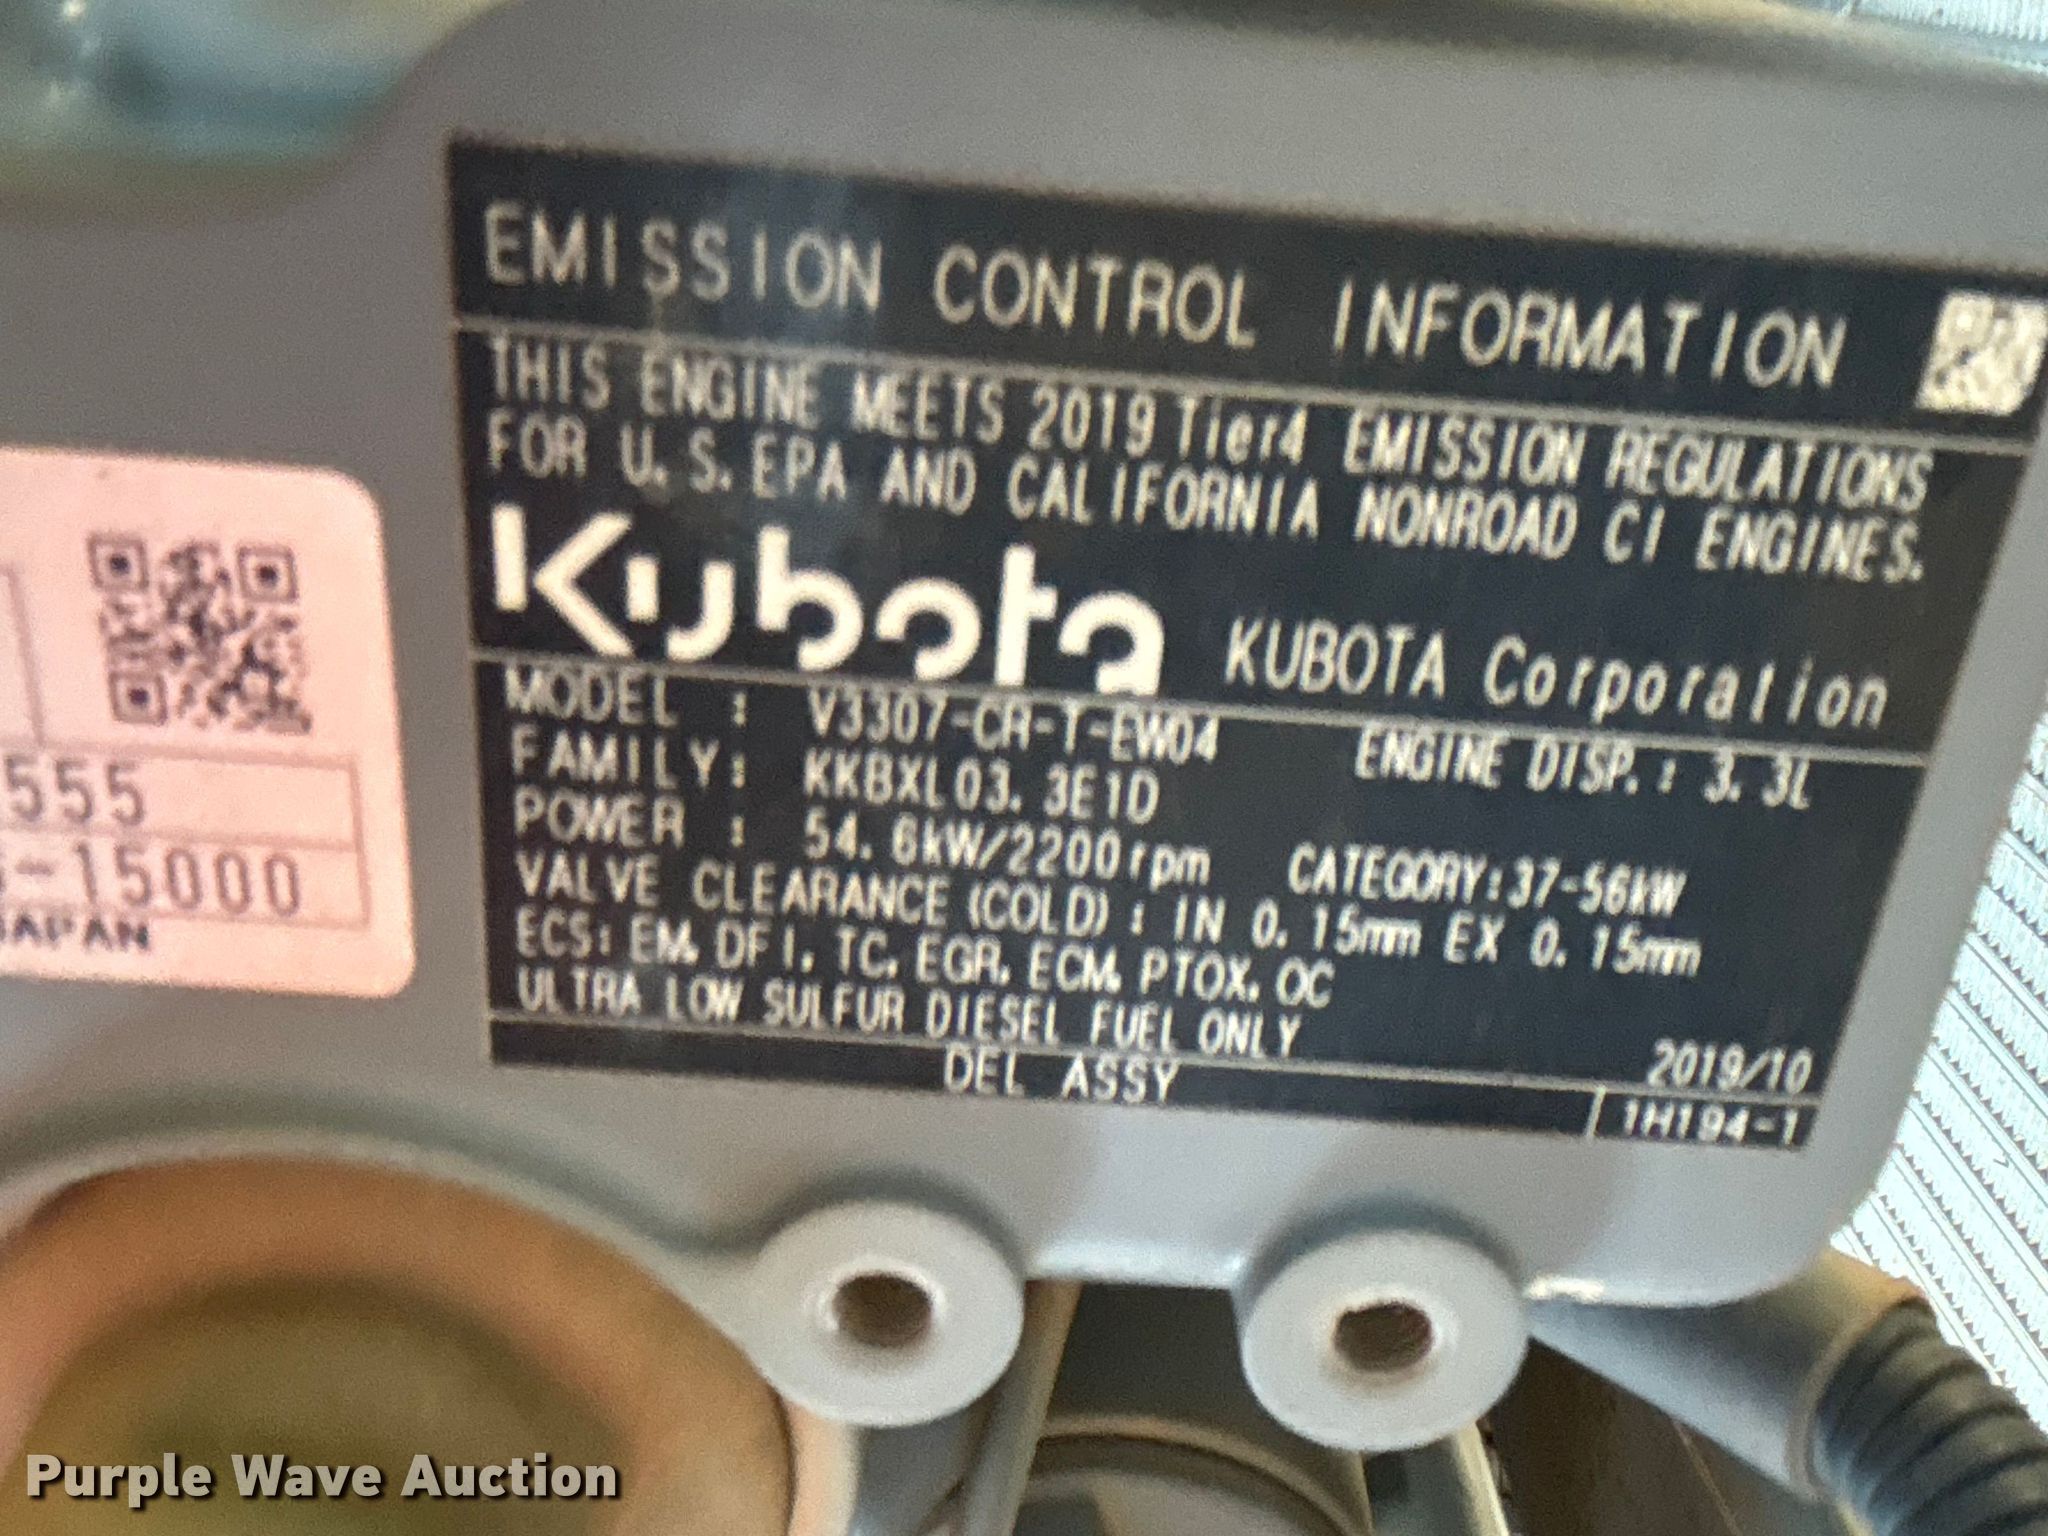 EMISSION CONTROL INFORMATION
THIS ENGINE MEETS 2019 Tier4 EMISSION REGULATIONS
FOR U.S.EPA AND CALIFORNIA NONROAD CI ENGINES.
Kubota KUBOTA Corporation
MODEL : V3307-CR-T-EW04 ENGINE DISP.: 3.3L
FAMILY: KKBXL03.3E1D
POWER : 54.6kW/2200rpm CATEGORY:37-56kW
VALVE CLEARANCE(COLD): IN 0.15mm EX 0.15mm
ECS: EM, DFI, TC, EGR, ECM, PTOX, OC
ULTRA LOW SULFUR DIESEL FUEL ONLY
2019/10
DEL ASSY
1H194-1
555
-15000
JAPAN
Purple Wave Auction